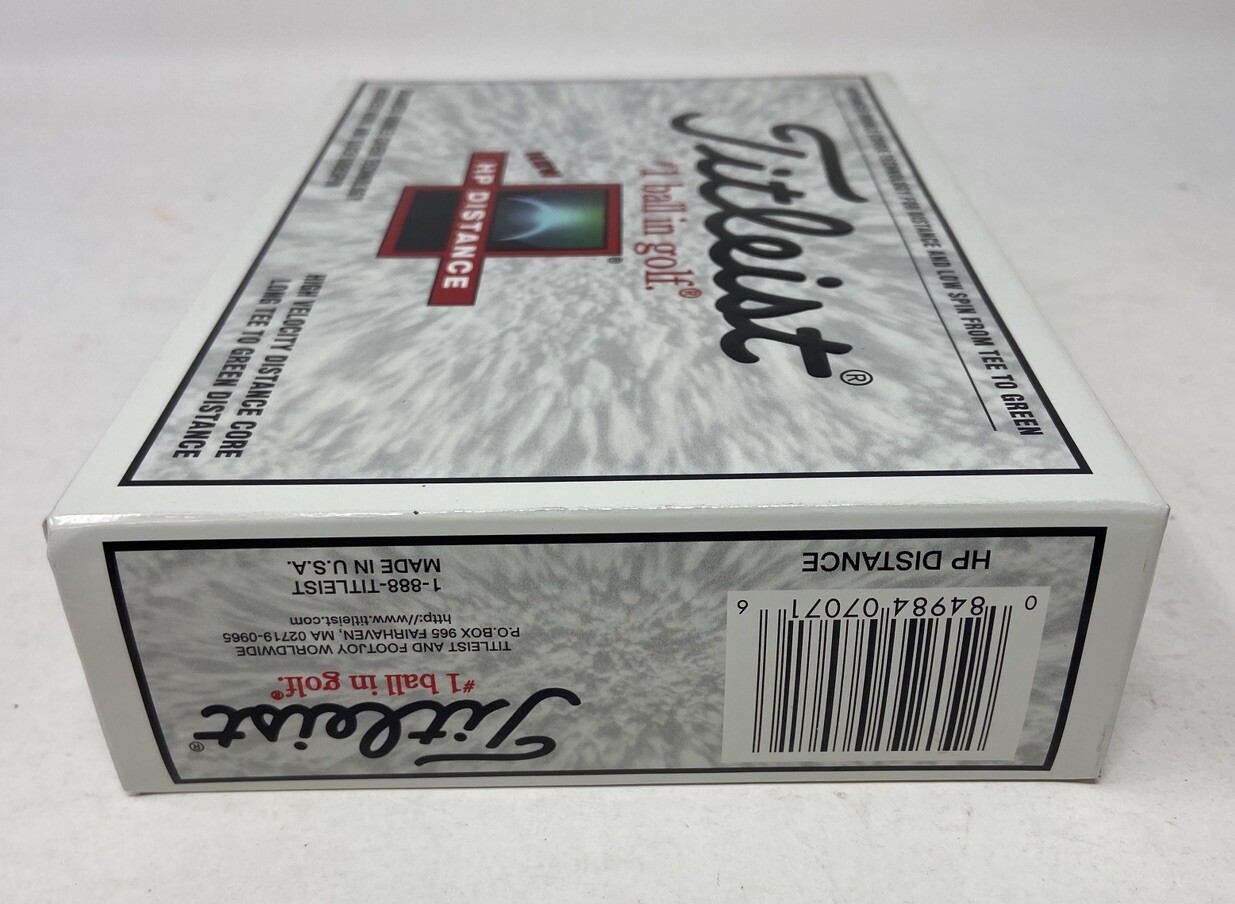 FOR DISTANCE AND LOW SPIN FROM TEE TO GREEN
Titleist®
#1 ball in golf.®
NEW
HP DISTANCE
®
HIGH VELOCITY DISTANCE CORE
LONG TEE TO GREEN DISTANCE
Titleist®
#1 ball in golf.®
TITLEIST AND FOOTJOY WORLDWIDE
P.O.BOX 965 FAIRHAVEN, MA 02719-0965
http://www.titleist.com
1-888-TITLEIST
MADE IN U.S.A.
0 84984 07071 6
HP DISTANCE